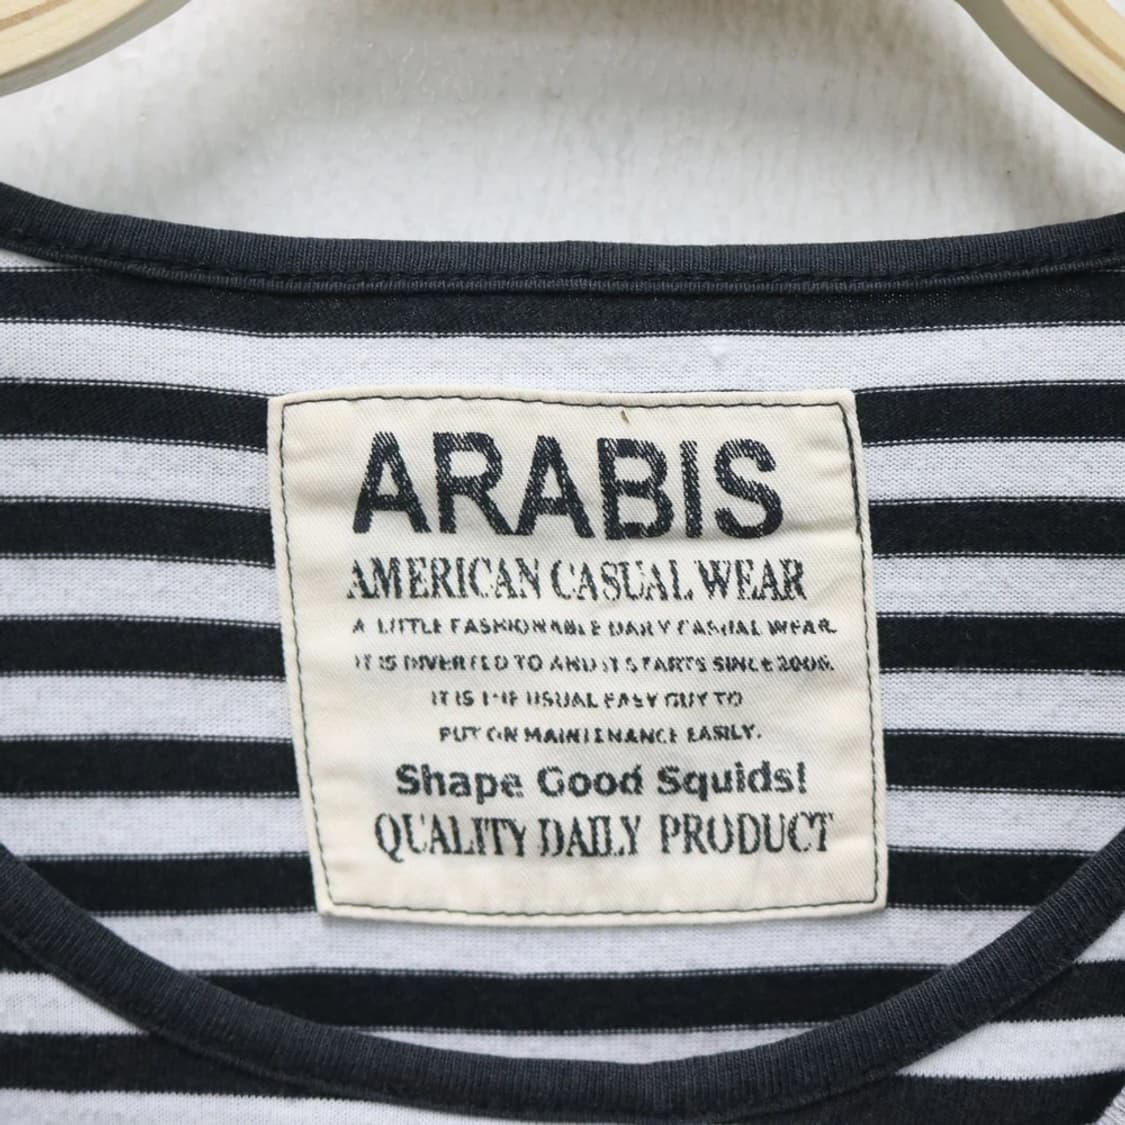 ARABIS
AMERICAN CASUAL WEAR
A LITTLE FASHIONABLE DAILY CASUAL WEAR.
IT IS DIVERTED TO AND IT STARTS SINCE 2006.
IT IS THE USUAL EASY GUY TO
PUT ON MAINTENANCE EASILY.
Shape Good Squids!
QUALITY DAILY PRODUCT